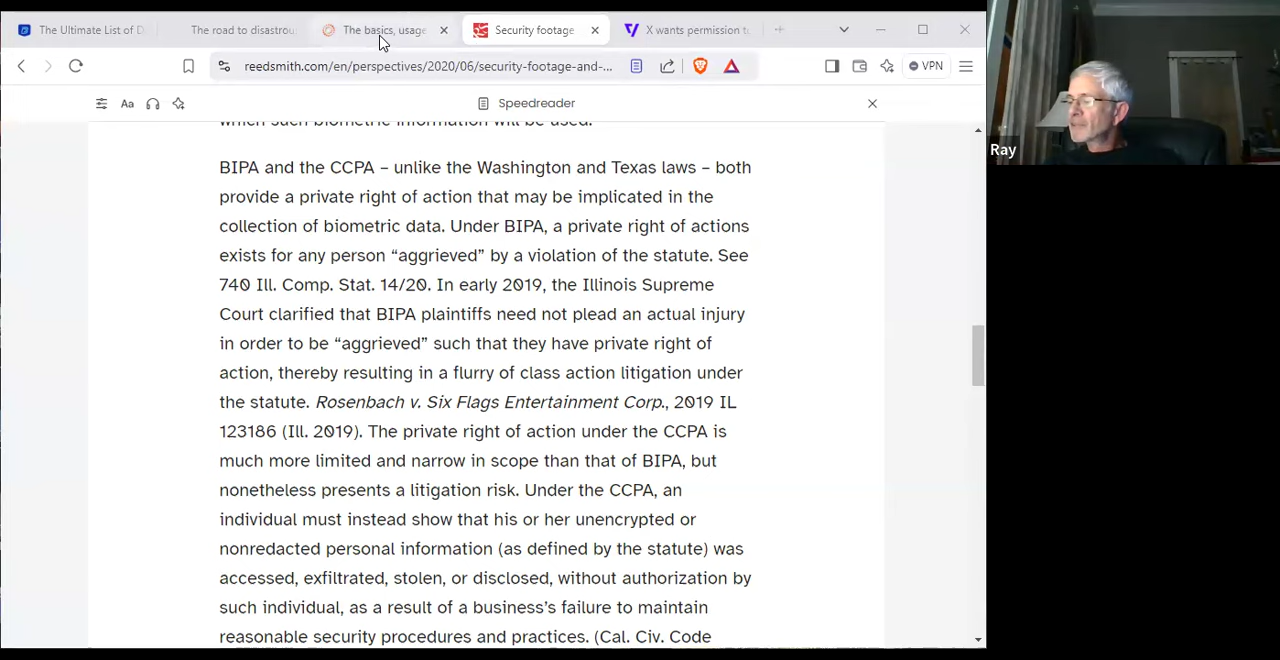 The Ultimate List of D
The road to disastrou
The basics, usage
Security footage
X wants permission t
reedsmith.com/en/perspectives/2020/06/security-footage-and-...
VPN
Aa
Speedreader
which such biometric information will be used.
BIPA and the CCPA – unlike the Washington and Texas laws – both
provide a private right of action that may be implicated in the
collection of biometric data. Under BIPA, a private right of actions
exists for any person “aggrieved” by a violation of the statute. See
740 Ill. Comp. Stat. 14/20. In early 2019, the Illinois Supreme
Court clarified that BIPA plaintiffs need not plead an actual injury
in order to be “aggrieved” such that they have private right of
action, thereby resulting in a flurry of class action litigation under
the statute. Rosenbach v. Six Flags Entertainment Corp., 2019 IL
123186 (Ill. 2019). The private right of action under the CCPA is
much more limited and narrow in scope than that of BIPA, but
nonetheless presents a litigation risk. Under the CCPA, an
individual must instead show that his or her unencrypted or
nonredacted personal information (as defined by the statute) was
accessed, exfiltrated, stolen, or disclosed, without authorization by
such individual, as a result of a business’s failure to maintain
reasonable security procedures and practices. (Cal. Civ. Code
Ray